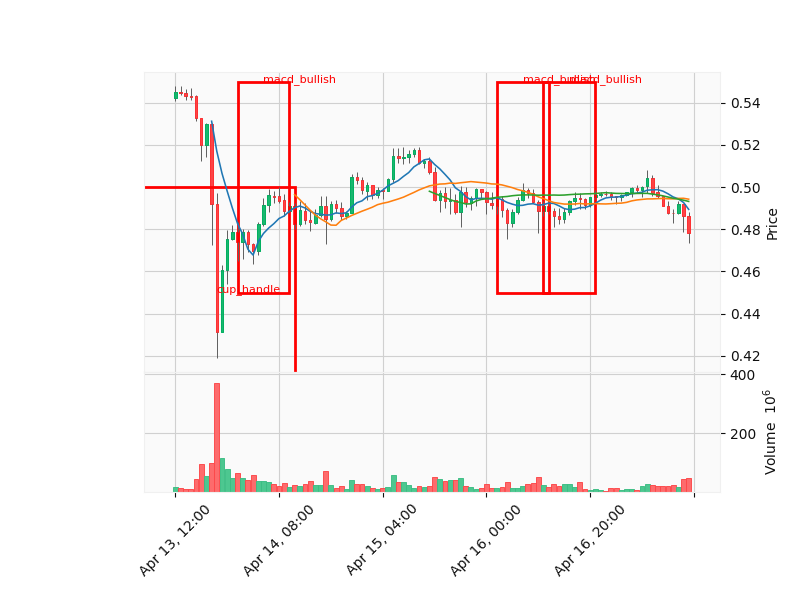 macd_bullish
macd_bullish
macd_bullish
cup_handle
0.54
0.52
0.50
0.48
0.46
0.44
0.42
Price
400
200
Volume 10^6
Apr 13, 12:00
Apr 14, 08:00
Apr 15, 04:00
Apr 16, 00:00
Apr 16, 20:00